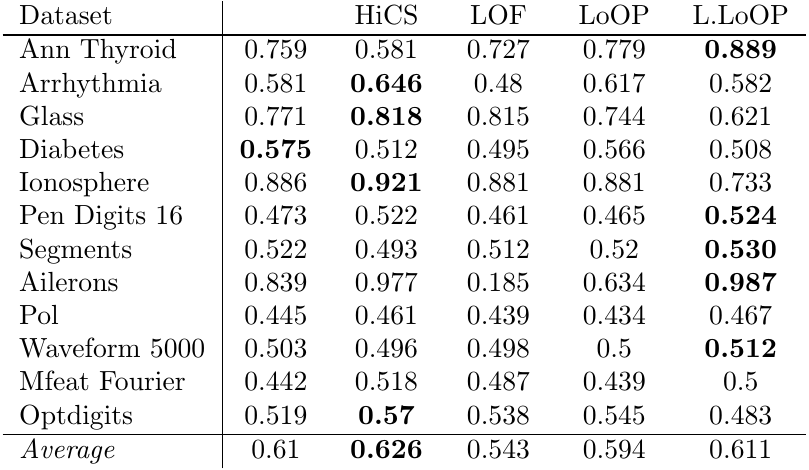 Dataset HiCS LOF LoOP L.LoOP
Ann Thyroid 0.759 0.581 0.727 0.779 0.889
Arrhythmia 0.581 0.646 0.48 0.617 0.582
Glass 0.771 0.818 0.815 0.744 0.621
Diabetes 0.575 0.512 0.495 0.566 0.508
Ionosphere 0.886 0.921 0.881 0.881 0.733
Pen Digits 16 0.473 0.522 0.461 0.465 0.524
Segments 0.522 0.493 0.512 0.52 0.530
Ailerons 0.839 0.977 0.185 0.634 0.987
Pol 0.445 0.461 0.439 0.434 0.467
Waveform 5000 0.503 0.496 0.498 0.5 0.512
Mfeat Fourier 0.442 0.518 0.487 0.439 0.5
Optdigits 0.519 0.57 0.538 0.545 0.483
Average 0.61 0.626 0.543 0.594 0.611